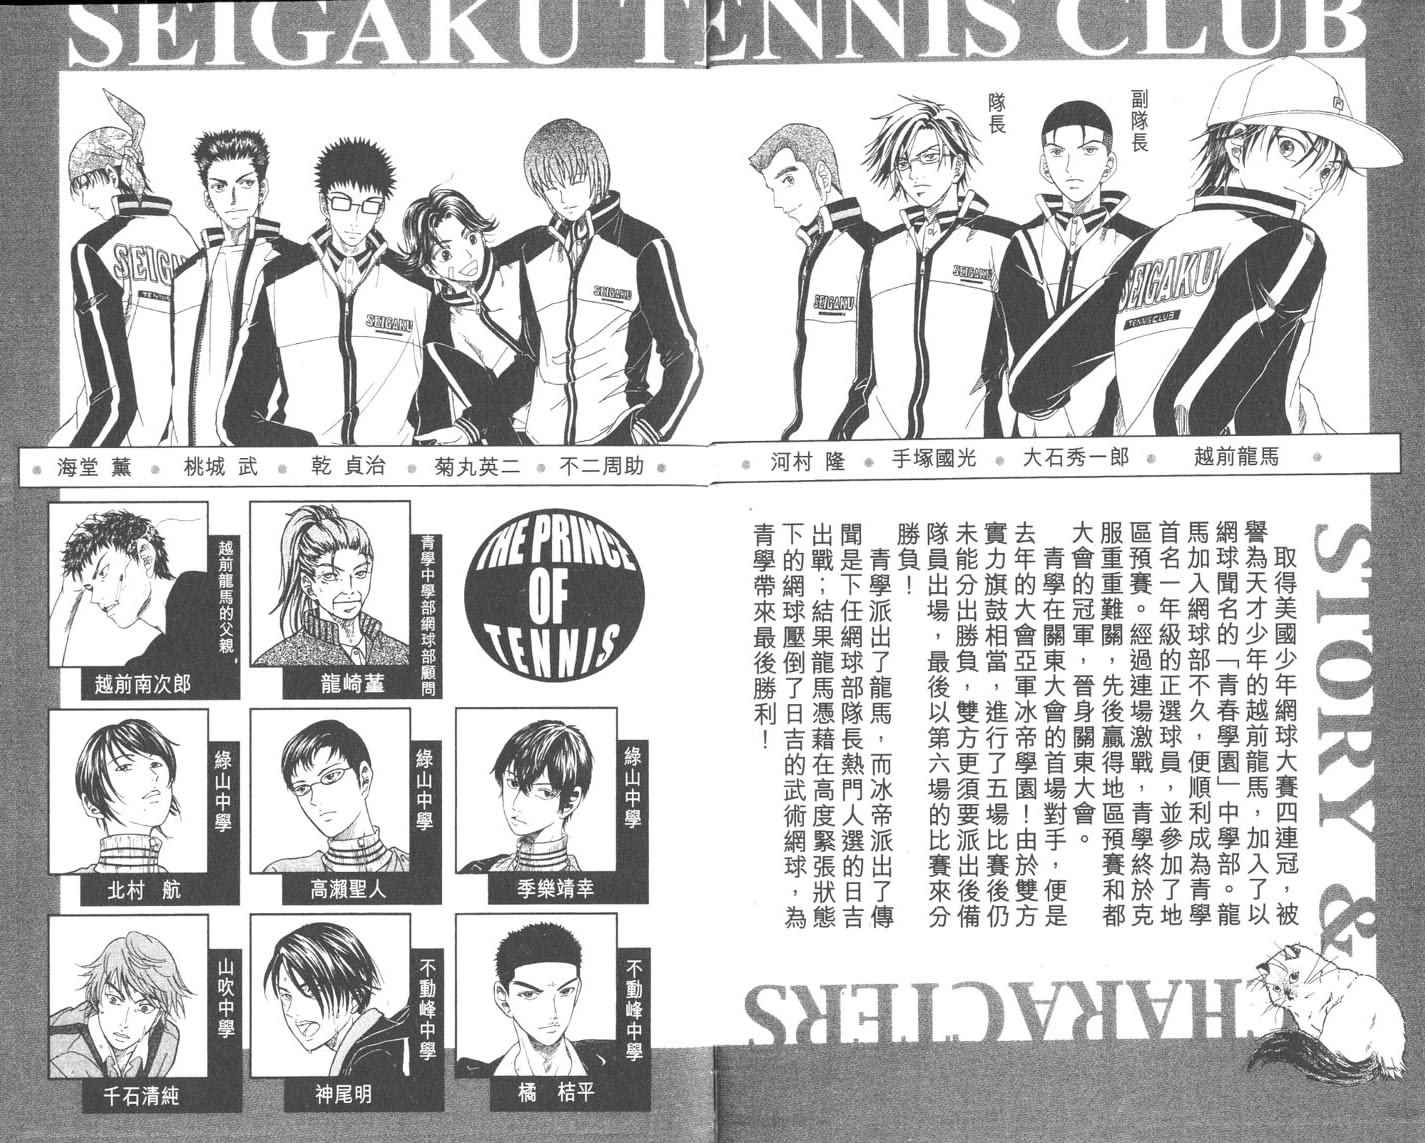 SEIGAKU TENNIS CLUB
隊長
副隊長
SEIGAKU
SEIGAKU
SEIGAKU
SEIGAKU
SEIGAKU
SEIGAKU
TENNIS CLUB
海堂 薰
桃城 武
乾 貞治
菊丸英二
不二周助
河村 隆
手塚國光
大石秀一郎
越前龍馬
STORY &
CHARACTERS
取得美國少年網球大賽四連冠，被
譽為天才少年的越前龍馬，加入了以
網球聞名的「青春學園」中學部。龍
馬加入網球部不久，便順利成為青學
首名一年級的正選球員，並參加了地
區預賽。經過連場激戰，青學終於克
服重重難關，先後贏得地區預賽和都
大會的冠軍，晉身關東大會。
青學在關東大會的首場對手，便是
去年的大會亞軍冰帝學園！由於雙方
實力旗鼓相當，進行了五場比賽後仍
未能分出勝負，雙方更須要派出後備
隊員出場，最後以第六場的比賽來分
勝負！
青學派出了龍馬，而冰帝派出了傳
聞是下任網球部隊長熱門人選的日吉
出戰；結果龍馬憑藉在高度緊張狀態
下的網球壓倒了日吉的武術網球，為
青學帶來最後勝利！
THE PRINCE
OF
TENNIS
越前龍馬的父親，
越前南次郎
青學中學部網球部顧問
龍崎菫
綠山中學
北村 航
綠山中學
高瀨聖人
綠山中學
季樂靖幸
山吹中學
千石清純
不動峰中學
神尾明
不動峰中學
橘 桔平